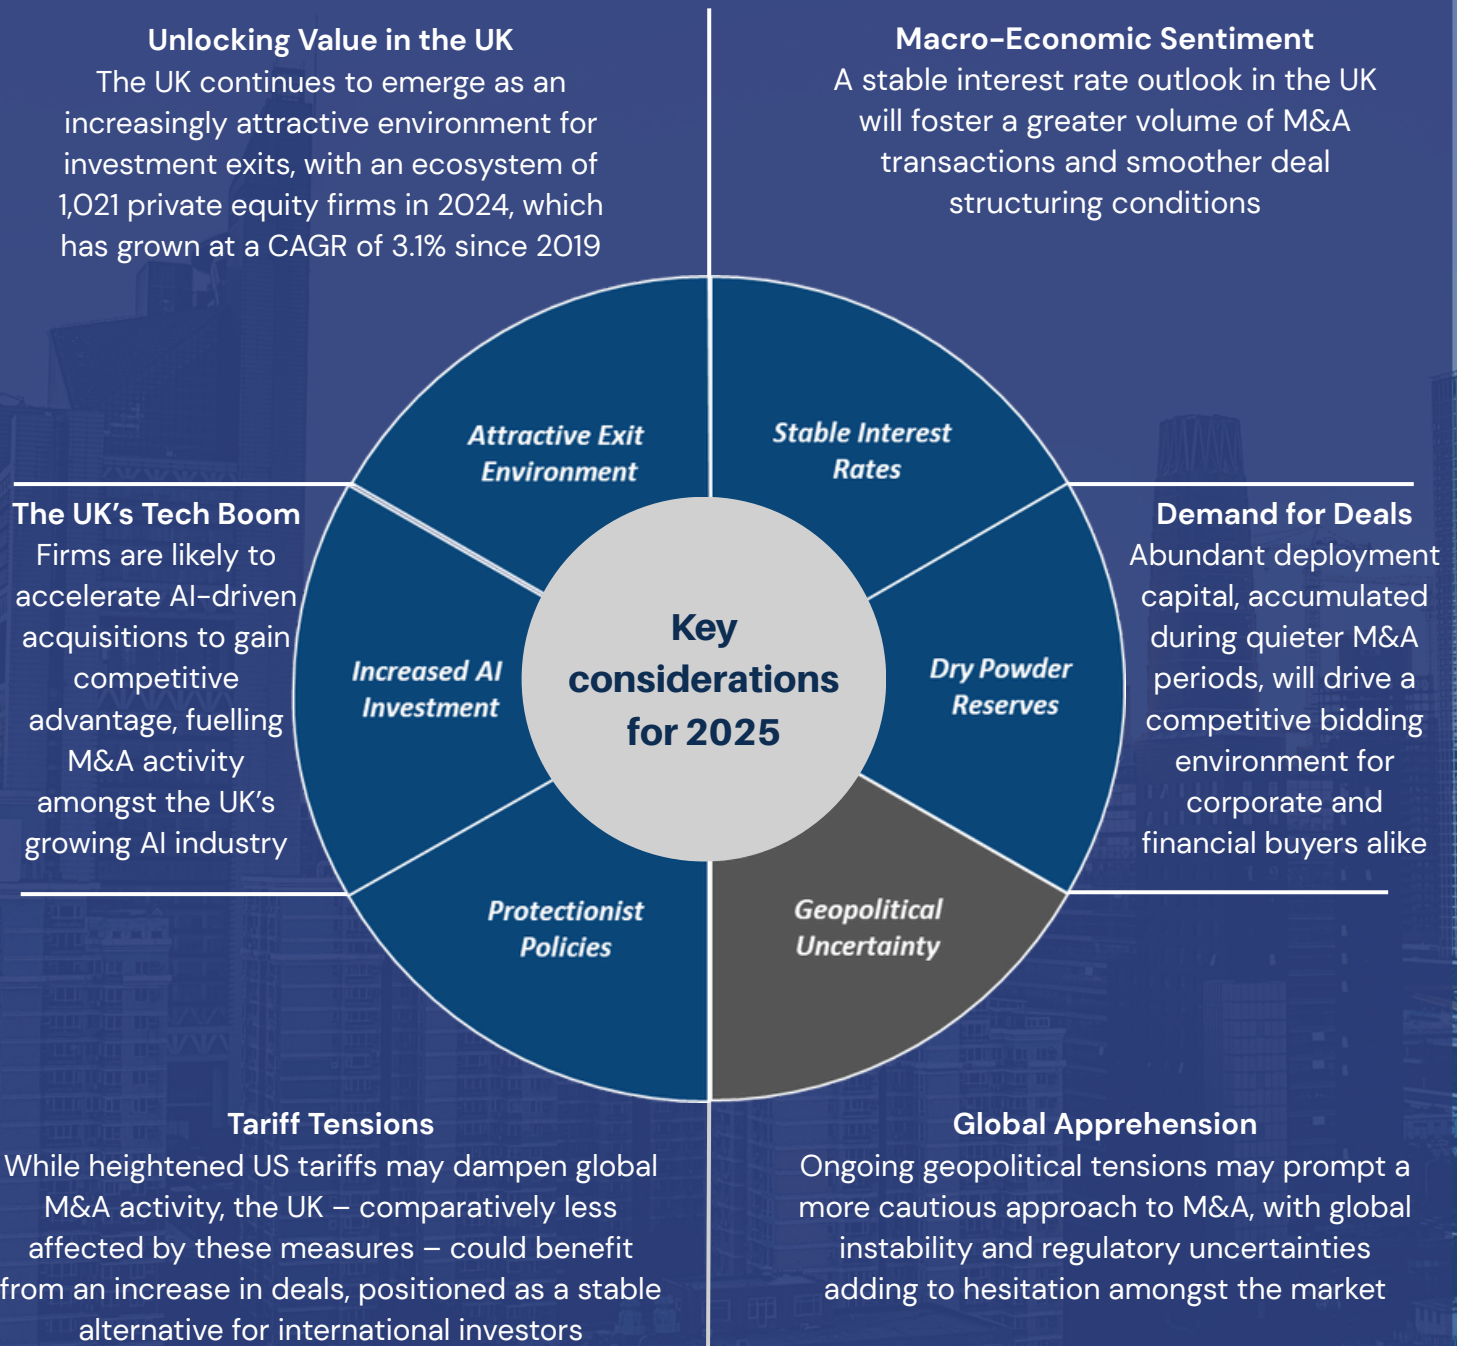 Unlocking Value in the UK
The UK continues to emerge as an
increasingly attractive environment for
investment exits, with an ecosystem of
1,021 private equity firms in 2024, which
has grown at a CAGR of 3.1% since 2019
Macro-Economic Sentiment
A stable interest rate outlook in the UK
will foster a greater volume of M&A
transactions and smoother deal
structuring conditions
Attractive Exit
Environment
Stable Interest
Rates
The UK’s Tech Boom
Firms are likely to
accelerate AI-driven
acquisitions to gain
competitive
advantage, fuelling
M&A activity
amongst the UK’s
growing AI industry
Increased AI
Investment
Key
considerations
for 2025
Dry Powder
Reserves
Demand for Deals
Abundant deployment
capital, accumulated
during quieter M&A
periods, will drive a
competitive bidding
environment for
corporate and
financial buyers alike
Protectionist
Policies
Geopolitical
Uncertainty
Tariff Tensions
While heightened US tariffs may dampen global
M&A activity, the UK – comparatively less
affected by these measures – could benefit
from an increase in deals, positioned as a stable
alternative for international investors
Global Apprehension
Ongoing geopolitical tensions may prompt a
more cautious approach to M&A, with global
instability and regulatory uncertainties
adding to hesitation amongst the market